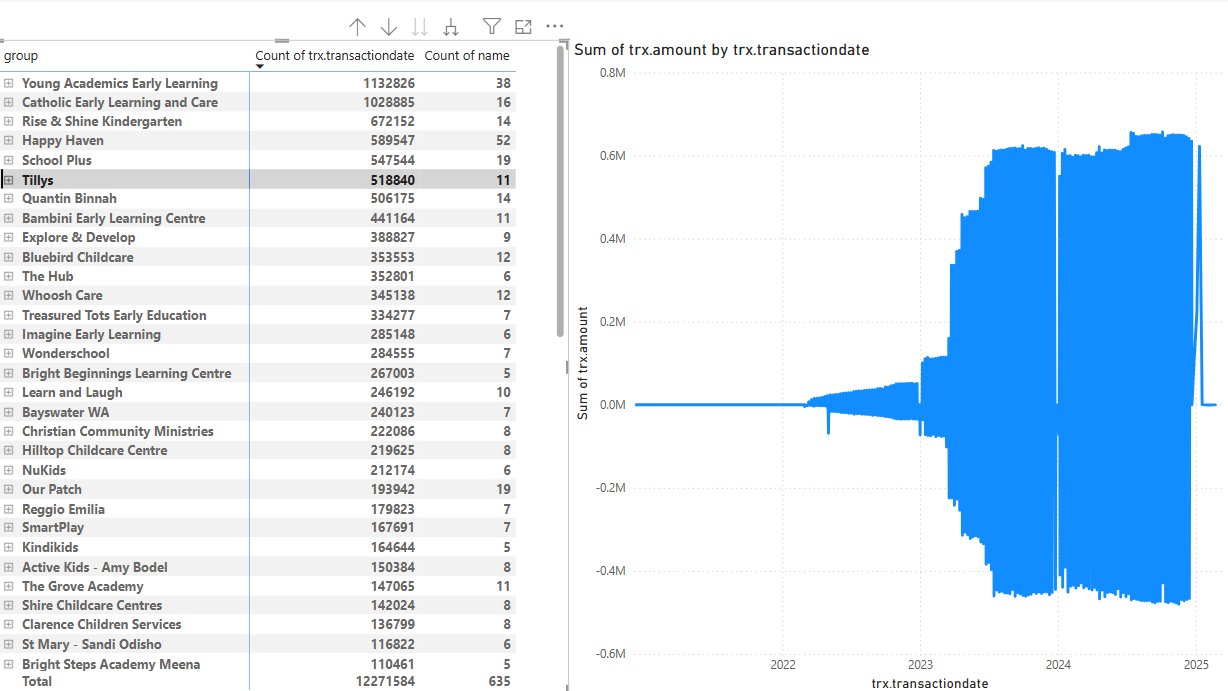 group Count of trx.transactiondate Count of name
Young Academics Early Learning 1132826 38
Catholic Early Learning and Care 1028885 16
Rise & Shine Kindergarten 672152 14
Happy Haven 589547 52
School Plus 547544 19
Tillys 518840 11
Quantin Binnah 506175 14
Bambini Early Learning Centre 441164 11
Explore & Develop 388827 9
Bluebird Childcare 353553 12
The Hub 352801 6
Whoosh Care 345138 12
Treasured Tots Early Education 334277 7
Imagine Early Learning 285148 6
Wonderschool 284555 7
Bright Beginnings Learning Centre 267003 5
Learn and Laugh 246192 10
Bayswater WA 240123 7
Christian Community Ministries 222086 8
Hilltop Childcare Centre 219625 8
NuKids 212174 6
Our Patch 193942 19
Reggio Emilia 179823 7
SmartPlay 167691 7
Kindikids 164644 5
Active Kids - Amy Bodel 150384 8
The Grove Academy 147065 11
Shire Childcare Centres 142024 8
Clarence Children Services 136799 8
St Mary - Sandi Odisho 116822 6
Bright Steps Academy Meena 110461 5
Total 12271584 635
Sum of trx.amount by trx.transactiondate
Sum of trx.amount
0.8M
0.6M
0.4M
0.2M
0.0M
-0.2M
-0.4M
-0.6M
2022 2023 2024 2025
trx.transactiondate